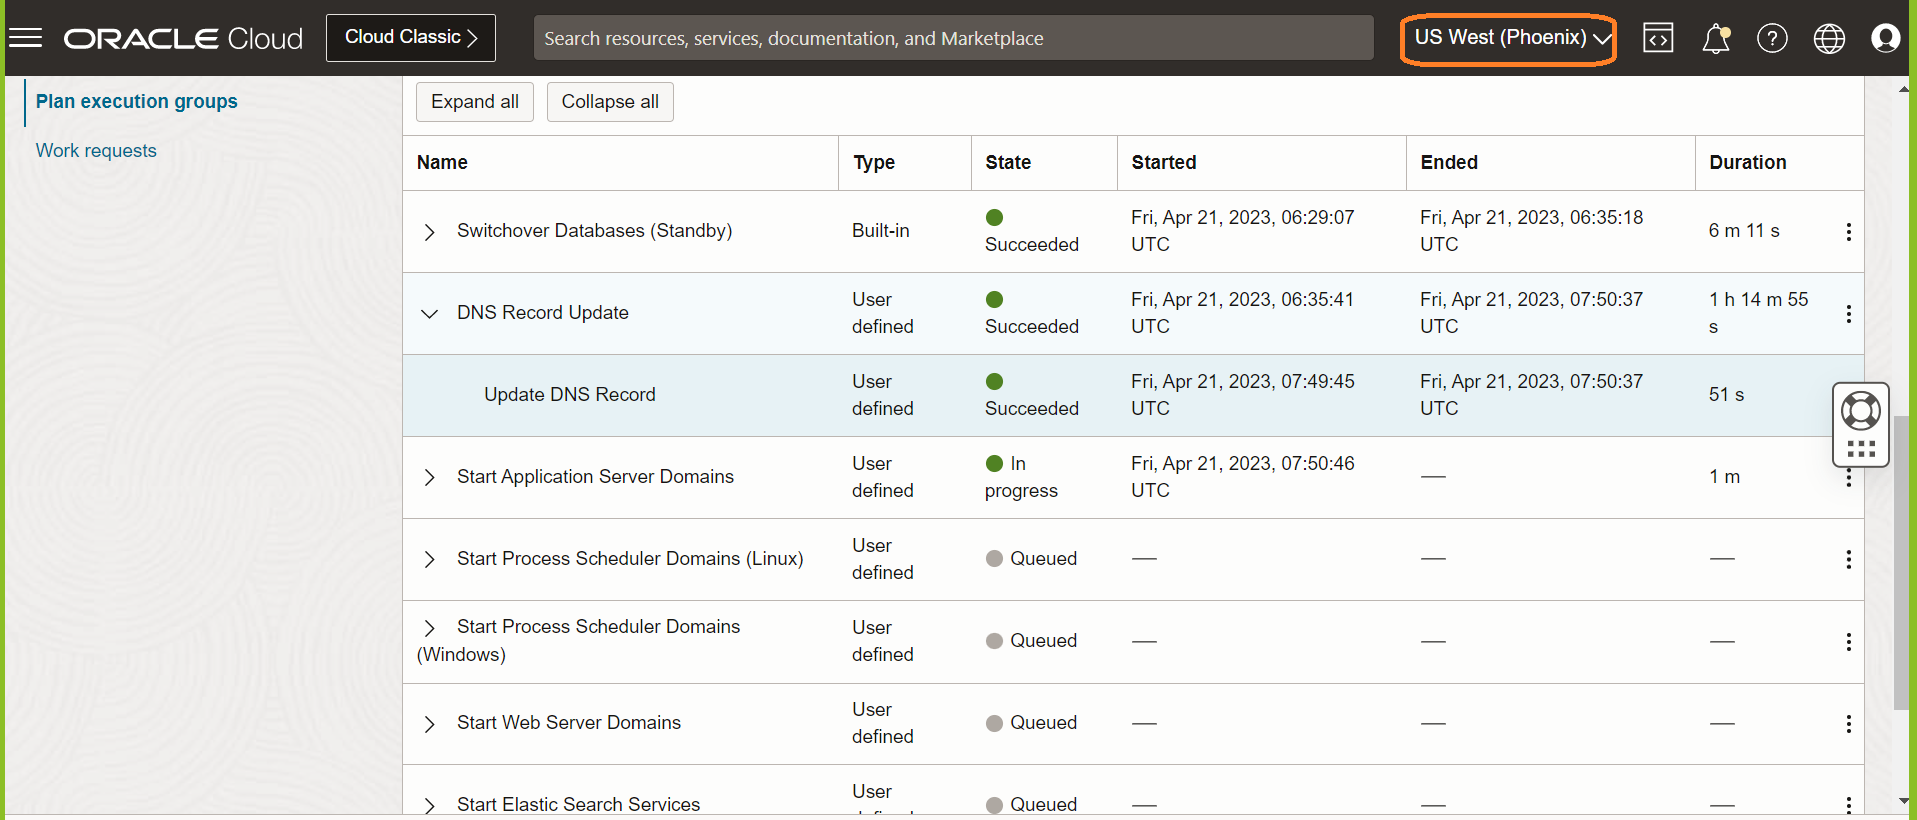 ORACLE Cloud
Cloud Classic
Search resources, services, documentation, and Marketplace
US West (Phoenix)
Plan execution groups
Work requests
Expand all
Collapse all
Name
Type
State
Started
Ended
Duration
Switchover Databases (Standby)
Built-in
Succeeded
Fri, Apr 21, 2023, 06:29:07
UTC
Fri, Apr 21, 2023, 06:35:18
UTC
6 m 11 s
DNS Record Update
User
defined
Succeeded
Fri, Apr 21, 2023, 06:35:41
UTC
Fri, Apr 21, 2023, 07:50:37
UTC
1 h 14 m 55
s
Update DNS Record
User
defined
Succeeded
Fri, Apr 21, 2023, 07:49:45
UTC
Fri, Apr 21, 2023, 07:50:37
UTC
51 s
Start Application Server Domains
User
defined
In
progress
Fri, Apr 21, 2023, 07:50:46
UTC
—
1 m
Start Process Scheduler Domains (Linux)
User
defined
Queued
—
—
—
Start Process Scheduler Domains
(Windows)
User
defined
Queued
—
—
—
Start Web Server Domains
User
defined
Queued
—
—
—
Start Elastic Search Services
User
Queued
—
—
—